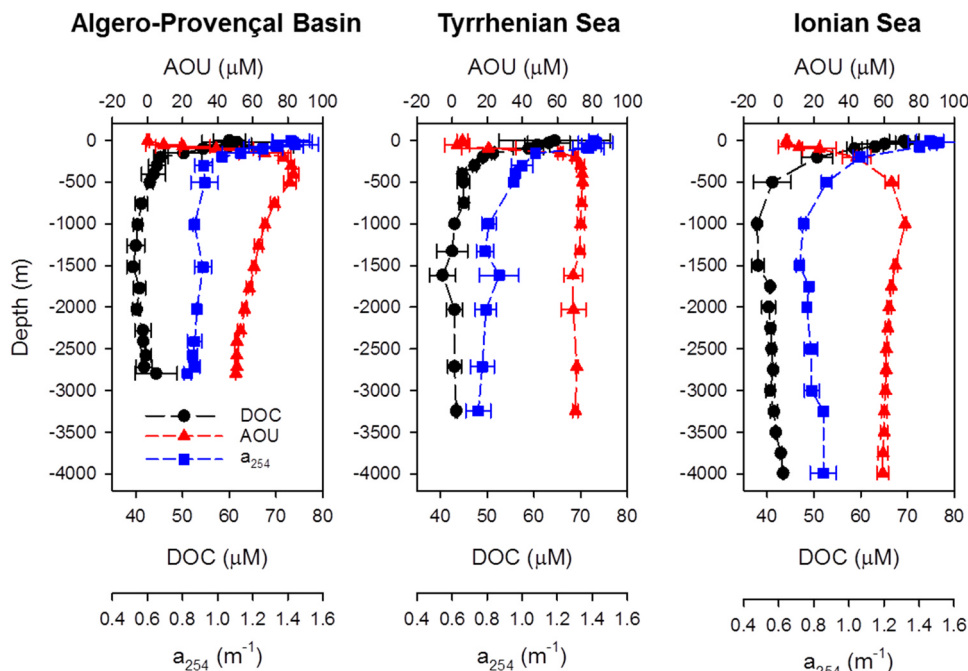 Algero-Provençal Basin
Tyrrhenian Sea
Ionian Sea
AOU (μM)
AOU (μM)
AOU (μM)
-20 0 20 40 60 80 100
-20 0 20 40 60 80 100
-20 0 20 40 60 80 100
Depth (m)
0
-500
-1000
-1500
-2000
-2500
-3000
-3500
-4000
DOC
AOU
a254
0
-500
-1000
-1500
-2000
-2500
-3000
-3500
-4000
0
-500
-1000
-1500
-2000
-2500
-3000
-3500
-4000
40 50 60 70 80
40 50 60 70 80
40 50 60 70 80
DOC (μM)
DOC (μM)
DOC (μM)
0.4 0.6 0.8 1.0 1.2 1.4 1.6
0.4 0.6 0.8 1.0 1.2 1.4 1.6
0.4 0.6 0.8 1.0 1.2 1.4 1.6
a254 (m⁻¹)
a254 (m⁻¹)
a254 (m⁻¹)